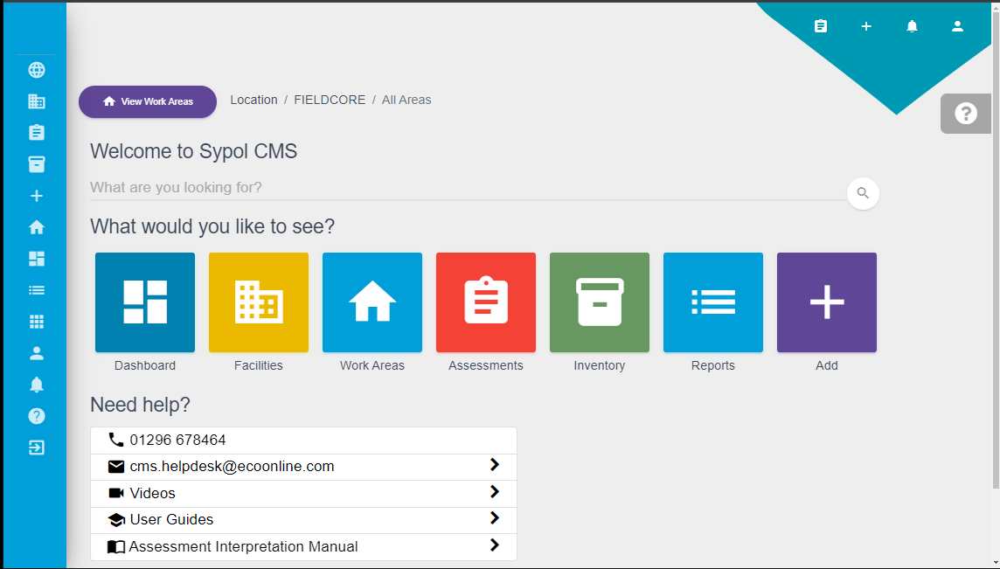 View Work Areas
Location / FIELDCORE / All Areas
Welcome to Sypol CMS
What are you looking for?
What would you like to see?
Dashboard Facilities Work Areas Assessments Inventory Reports Add
Need help?
01296 678464
cms.helpdesk@ecoonline.com
Videos
User Guides
Assessment Interpretation Manual